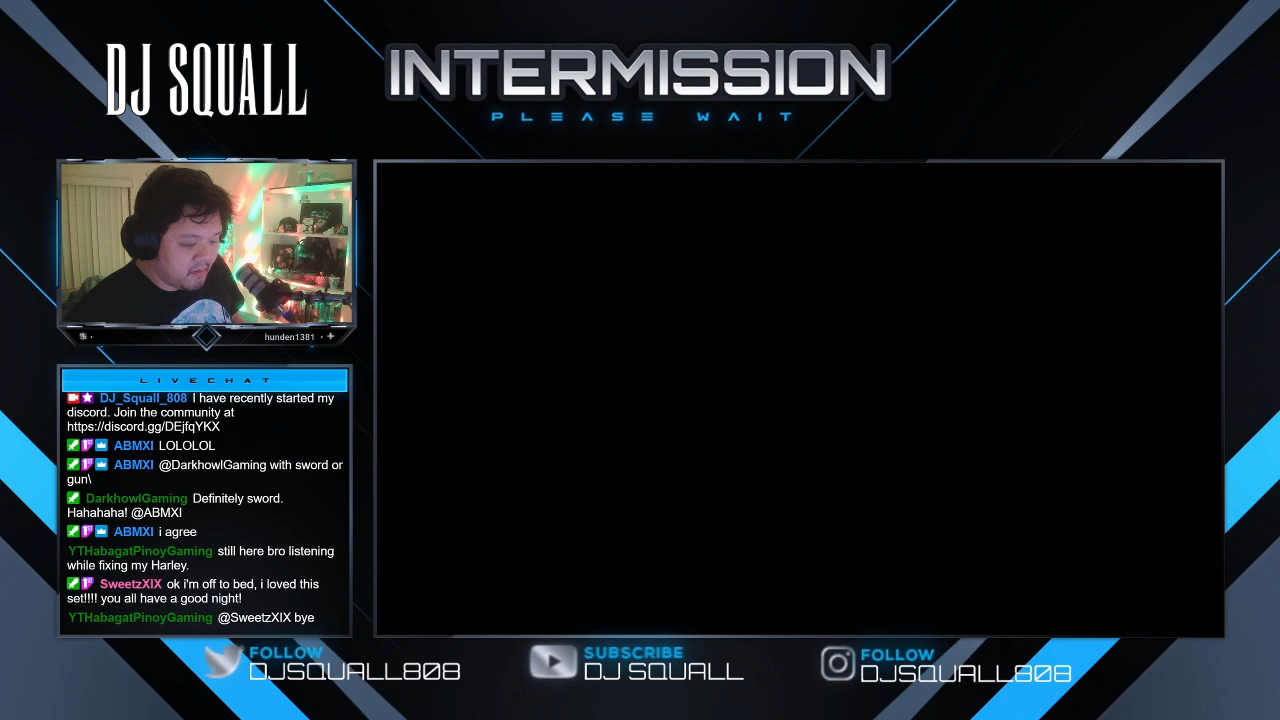 DJ SQUALL
INTERMISSION
PLEASE WAIT
hunden1381
LIVECHAT
DJ_Squall_808 I have recently started my
discord. Join the community at
https://discord.gg/DEjfqYKX
ABMXI LOLOLOL
ABMXI @DarkhowlGaming with sword or
gun\
DarkhowlGaming Definitely sword.
Hahahaha! @ABMXI
ABMXI i agree
YTHabagatPinoyGaming still here bro listening
while fixing my Harley.
SweetzXIX ok i'm off to bed, i loved this
set!!!! you all have a good night!
YTHabagatPinoyGaming @SweetzXIX bye
FOLLOW
DJSQUALL808
SUBSCRIBE
DJ SQUALL
FOLLOW
DJSQUALL808